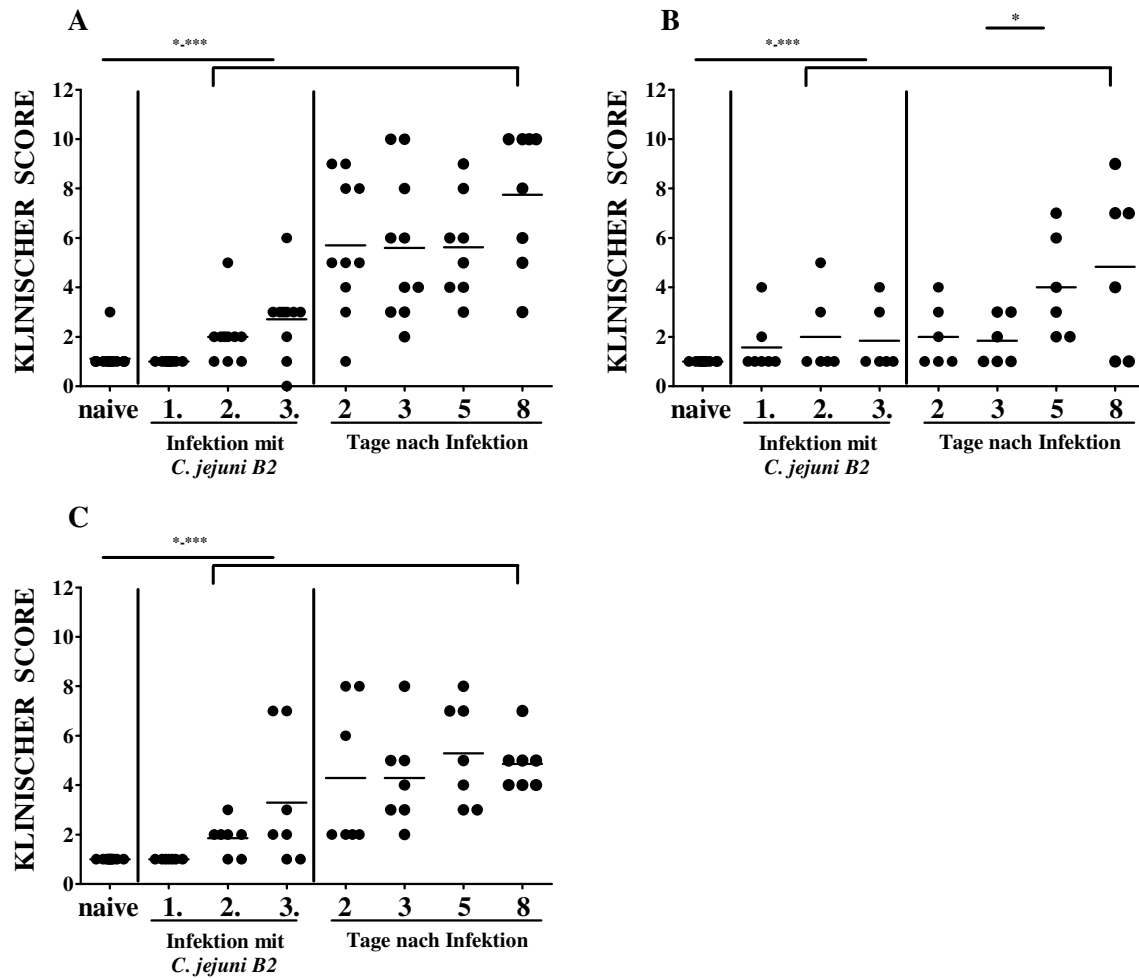 A
*-***
KLINISCHER SCORE
12
10
8
6
4
2
0
naive 1. 2. 3. 2 3 5 8
Infektion mit
C. jejuni B2
Tage nach Infektion
B
*
*-***
KLINISCHER SCORE
12
10
8
6
4
2
0
naive 1. 2. 3. 2 3 5 8
Infektion mit
C. jejuni B2
Tage nach Infektion
C
*-***
KLINISCHER SCORE
12
10
8
6
4
2
0
naive 1. 2. 3. 2 3 5 8
Infektion mit
C. jejuni B2
Tage nach Infektion